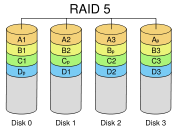 RAID 5
A1 A2 A3 Ap
B1 B2 Bp B3
C1 Cp C2 C3
Dp D1 D2 D3
Disk 0 Disk 1 Disk 2 Disk 3